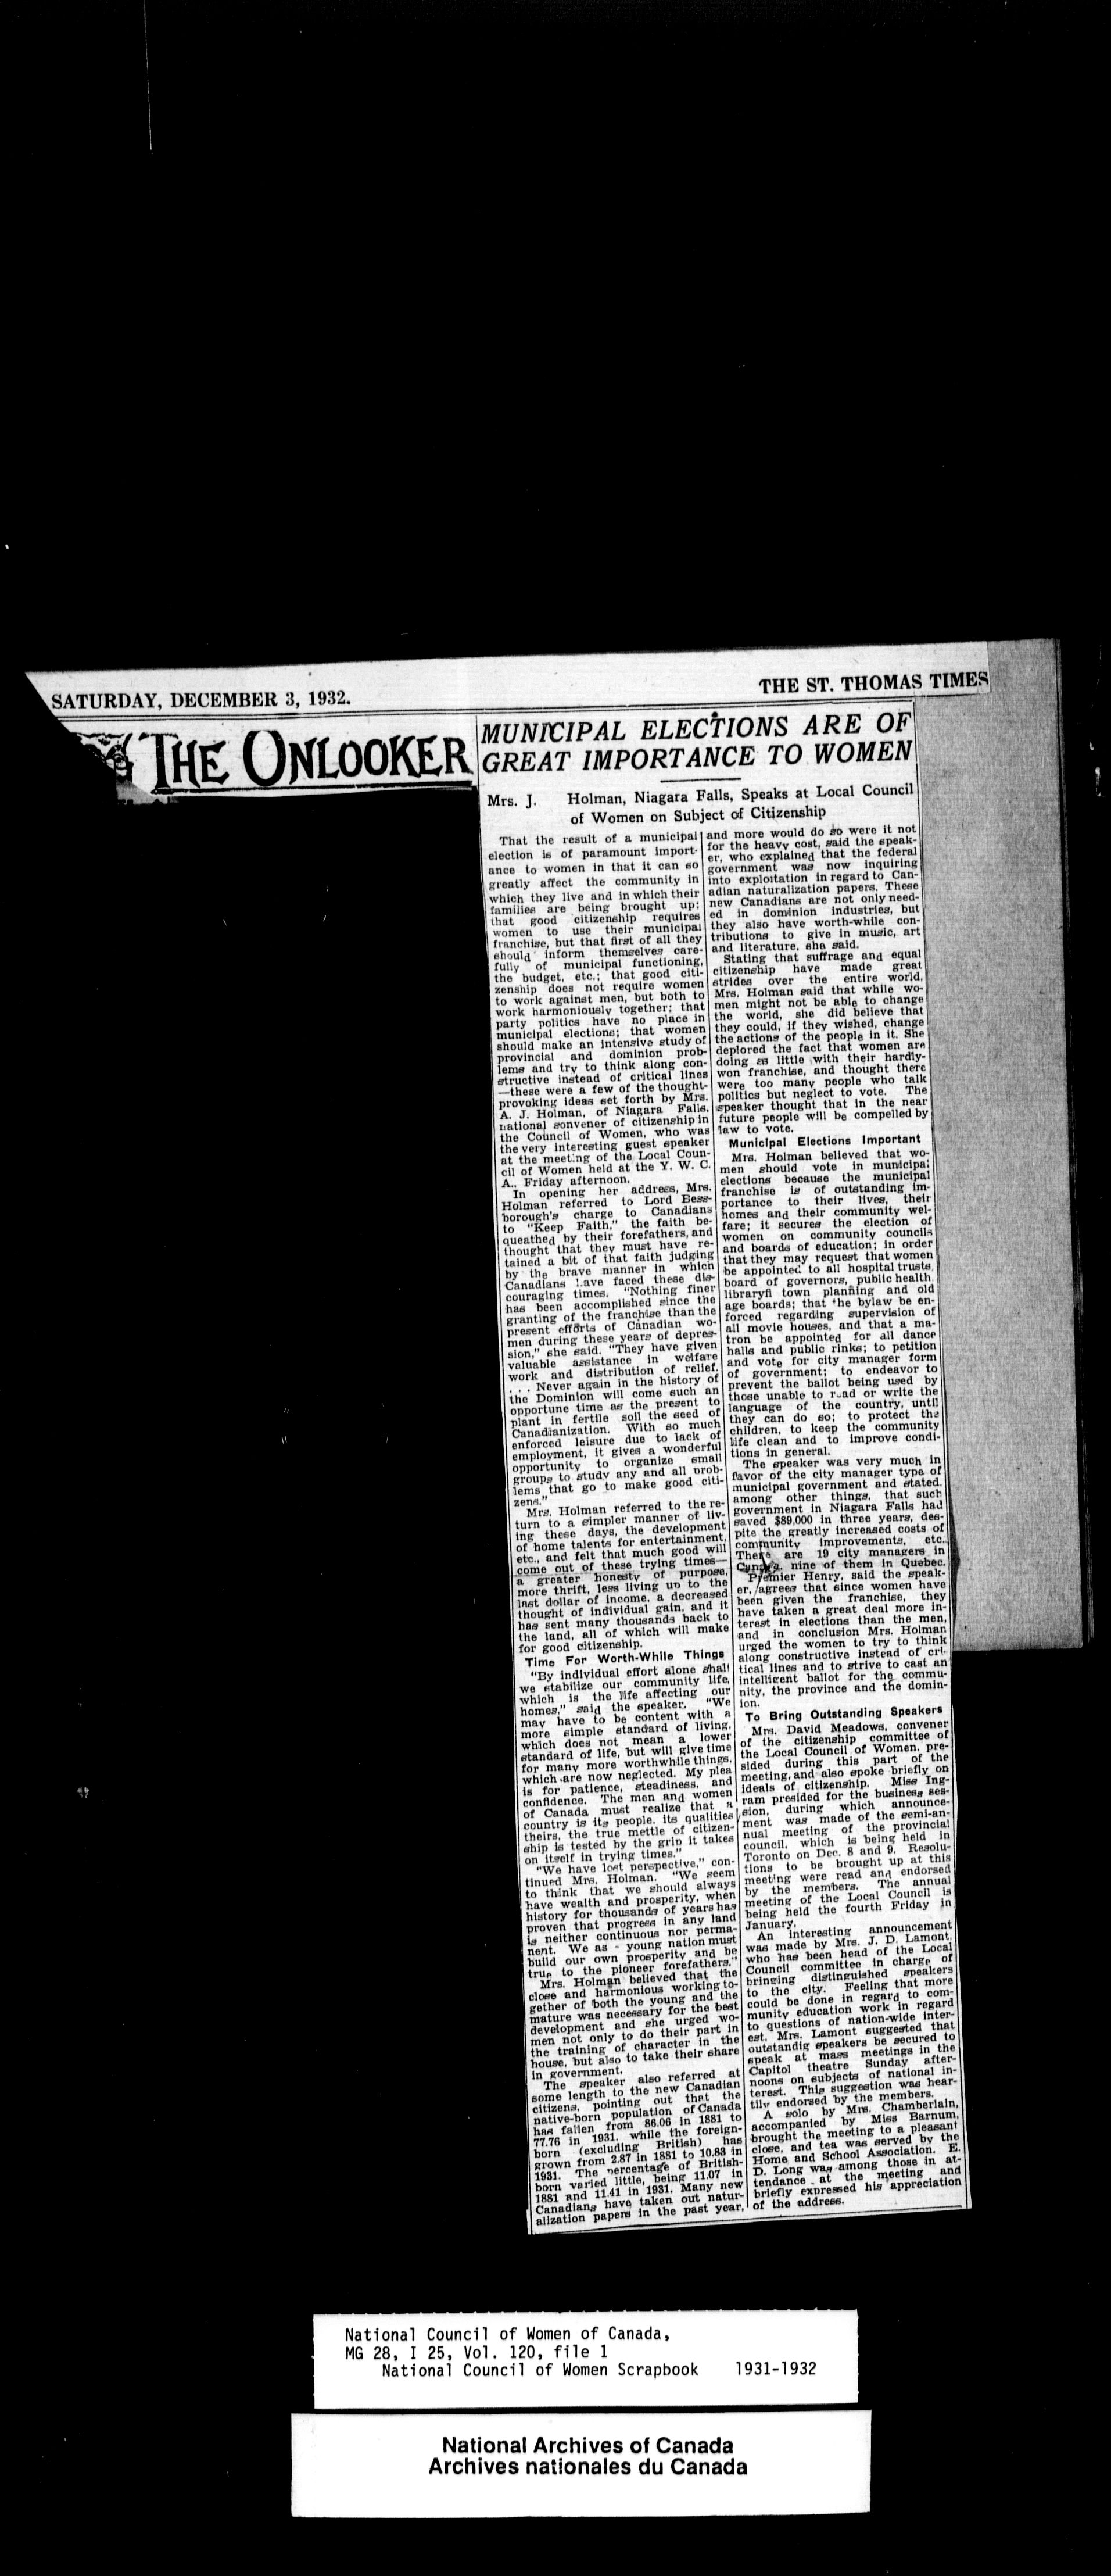 SATURDAY, DECEMBER 3, 1932.
THE ST. THOMAS TIMES
THE ONLOOKER
MUNICIPAL ELECTIONS ARE OF
GREAT IMPORTANCE TO WOMEN
Mrs. J. Holman, Niagara Falls, Speaks at Local Council
of Women on Subject of Citizenship
That the result of a municipal
election is of paramount import-
ance to women in that it can so
greatly affect the community in
which they live and in which their
families are being brought up;
that good citizenship requires
women to use their municipal
franchise, but that first of all they
should inform themselves care-
fully of municipal functioning,
the budget, etc.; that good citi-
zenship does not require women
to work against men, but both to
work harmoniously together; that
party politics have no place in
municipal elections; that women
should make an intensive study of
provincial and dominion prob-
lems and try to think along con-
structive instead of critical lines
—these were a few of the thought-
provoking ideas set forth by Mrs.
A. J. Holman, of Niagara Falls,
national convener of citizenship in
the Council of Women, who was
the very interesting guest speaker
at the meeting of the Local Coun-
cil of Women held at the Y. W. C.
A., Friday afternoon.
In opening her address, Mrs.
Holman referred to Lord Bess-
borough's charge to Canadians
to "Keep Faith," the faith be-
queathed by their forefathers, and
thought that they must have re-
tained a bit of that faith judging
by the brave manner in which
Canadians have faced these dis-
couraging times. "Nothing finer
has been accomplished since the
granting of the franchise than the
present efforts of Canadian wo-
men during these years of depres-
sion," she said. "They have given
valuable assistance in welfare
work and distribution of relief.
. . . Never again in the history of
the Dominion will come such an
opportune time as the present to
plant in fertile soil the seed of
Canadianization. With so much
enforced leisure due to lack of
employment, it gives a wonderful
opportunity to organize small
groups to study any and all prob-
lems that go to make good citi-
zens."
Mrs. Holman referred to the re-
turn to a simpler manner of liv-
ing these days, the development
of home talents for entertainment,
etc., and felt that much good will
come out of these trying times—
a greater honesty of purpose,
more thrift, less living up to the
last dollar of income, a decreased
thought of individual gain, and it
has sent many thousands back to
the land, all of which will make
for good citizenship.
Time For Worth-While Things
"By individual effort alone shall
we stabilize our community life,
which is the life affecting our
homes," said the speaker. "We
may have to be content with a
more simple standard of living,
which does not mean a lower
standard of life, but will give time
for many more worthwhile things,
which are now neglected. My plea
is for patience, steadiness, and
confidence. The men and women
of Canada must realize that a
country is its people, its qualities
theirs, the true mettle of citizen-
ship is tested by the grip it takes
on itself in trying times."
"We have lost perspective," con-
tinued Mrs. Holman. "We seem
to think that we should always
have wealth and prosperity, when
history for thousands of years has
proven that progress in any land
is neither continuous nor perma-
nent. We as - young nation must
build our own prosperity and be
true to the pioneer forefathers."
Mrs. Holman believed that the
close and harmonious working to-
gether of both the young and the
mature was necessary for the best
development and she urged wo-
men not only to do their part in
the training of character in the
house, but also to take their share
in government.
The speaker also referred at
some length to the new Canadian
citizens, pointing out that the
native-born population of Canada
has fallen from 86.06 in 1881 to
77.76 in 1931, while the foreign-
born (excluding British) has
grown from 2.87 in 1881 to 10.83 in
1931. The percentage of British-
born varied little, being 11.07 in
1881 and 11.41 in 1931. Many new
Canadians have taken out natur-
alization papers in the past year,
and more would do so were it not
for the heavy cost, said the speak-
er, who explained that the federal
government was now inquiring
into exploitation in regard to Can-
adian naturalization papers. These
new Canadians are not only need-
ed in dominion industries, but
they also have worth-while con-
tributions to give in music, art
and literature, she said.
Stating that suffrage and equal
citizenship have made great
strides over the entire world,
Mrs. Holman said that while wo-
men might not be able to change
the world, she did believe that
they could, if they wished, change
the actions of the people in it. She
deplored the fact that women are
doing as little with their hardly-
won franchise, and thought there
were too many people who talk
politics but neglect to vote. The
speaker thought that in the near
future people will be compelled by
law to vote.
Municipal Elections Important
Mrs. Holman believed that wo-
men should vote in municipal
elections because the municipal
franchise is of outstanding im-
portance to their lives, their
homes and their community wel-
fare; it secures the election of
women on community councils
and boards of education; in order
that they may request that women
be appointed to all hospital trusts,
board of governors, public health,
libraryfi town planning and old
age boards; that the bylaw be en-
forced regarding supervision of
all movie houses, and that a ma-
tron be appointed for all dance
halls and public rinks; to petition
and vote for city manager form
of government; to endeavor to
prevent the ballot being used by
those unable to read or write the
language of the country, until
they can do so; to protect the
children, to keep the community
life clean and to improve condi-
tions in general.
The speaker was very much in
favor of the city manager type of
municipal government and stated,
among other things, that such
government in Niagara Falls had
saved $89,000 in three years, des-
pite the greatly increased costs of
community improvements, etc.
There are 19 city managers in
Canada, nine of them in Quebec.
Premier Henry, said the speak-
er, agrees that since women have
been given the franchise, they
have taken a great deal more in-
terest in elections than the men,
and in conclusion Mrs. Holman
urged the women to try to think
along constructive instead of cri-
tical lines and to strive to cast an
intelligent ballot for the commu-
nity, the province and the domin-
ion.
To Bring Outstanding Speakers
Mrs. David Meadows, convener
of the citizenship committee of
the Local Council of Women, pre-
sided during this part of the
meeting, and also spoke briefly on
ideals of citizenship. Miss Ing-
ram presided for the business ses-
sion, during which announce-
ment was made of the semi-an-
nual meeting of the provincial
council, which is being held in
Toronto on Dec. 8 and 9. Resolu-
tions to be brought up at this
meeting were read and endorsed
by the members. The annual
meeting of the Local Council is
being held the fourth Friday in
January.
An interesting announcement
was made by Mrs. J. D. Lamont,
who has been head of the Local
Council committee in charge of
bringing distinguished speakers
to the city. Feeling that more
could be done in regard to com-
munity education work in regard
to questions of nation-wide inter-
est, Mrs. Lamont suggested that
outstandig speakers be secured to
speak at mass meetings in the
Capitol theatre Sunday after-
noons on subjects of national in-
terest. This suggestion was hear-
tily endorsed by the members.
A solo by Mrs. Chamberlain,
accompanied by Miss Barnum,
brought the meeting to a pleasant
close, and tea was served by the
Home and School Association. E.
D. Long was among those in at-
tendance at the meeting and
briefly expressed his appreciation
of the address.
National Council of Women of Canada,
MG 28, I 25, Vol. 120, file 1
National Council of Women Scrapbook 1931-1932
National Archives of Canada
Archives nationales du Canada